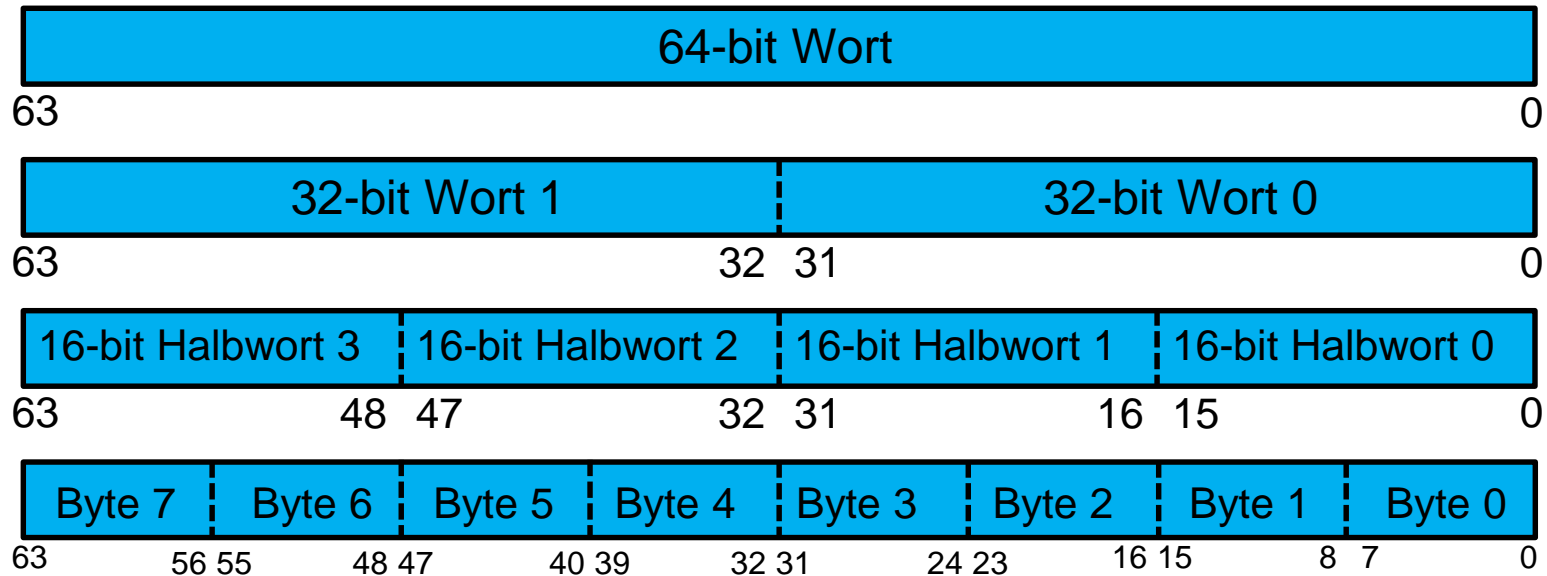 64-bit Wort
63 0
32-bit Wort 1 32-bit Wort 0
63 32 31 0
16-bit Halbwort 3 16-bit Halbwort 2 16-bit Halbwort 1 16-bit Halbwort 0
63 48 47 32 31 16 15 0
Byte 7 Byte 6 Byte 5 Byte 4 Byte 3 Byte 2 Byte 1 Byte 0
63 56 55 48 47 40 39 32 31 24 23 16 15 8 7 0